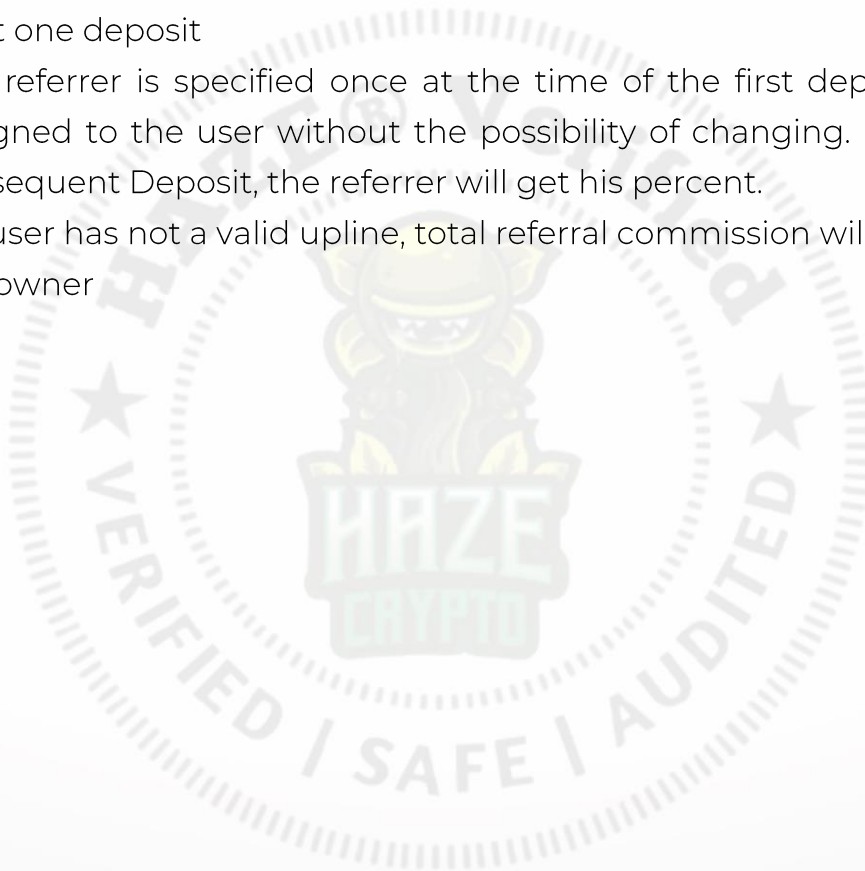 t one deposit
referrer is specified once at the time of the first dep
gned to the user without the possibility of changing.
sequent Deposit, the referrer will get his percent.
user has not a valid upline, total referral commission wil
owner
HAZE® Verified
HAZE
CRYPTO
VERIFIED | SAFE | AUDITED